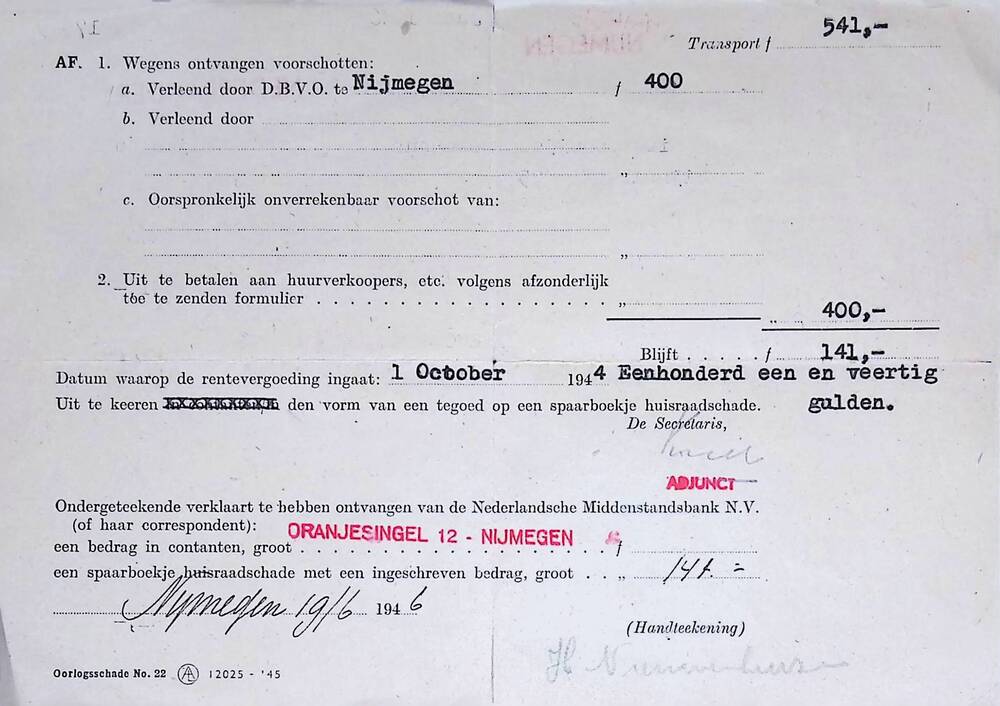 Transport f 541,-
AF. 1. Wegens ontvangen voorschotten:
a. Verleend door D.B.V.O. te Nijmegen f 400
b. Verleend door
„
c. Oorspronkelijk onverrekenbaar voorschot van:
„
2. Uit te betalen aan huurverkoopers, etc. volgens afzonderlijk
toe te zenden formulier . . . . . . . . . . . . . . . . . „
„ 400,-
Blijft . . . . . f 141,-
Datum waarop de rentevergoeding ingaat: 1 October 1944 Eenhonderd een en veertig
Uit te keeren den vorm van een tegoed op een spaarboekje huisraadschade. gulden.
De Secretaris,
ADJUNCT
Ondergeteekende verklaart te hebben ontvangen van de Nederlandsche Middenstandsbank N.V.
(of haar correspondent): ORANJESINGEL 12 - NIJMEGEN
een bedrag in contanten, groot . . . . . . . . . . . . . . . . . f
een spaarboekje huisraadschade met een ingeschreven bedrag, groot . . „ 141. =
Nijmegen 19/6 1946
(Handteekening)
Oorlogsschade No. 22 12025 - '45